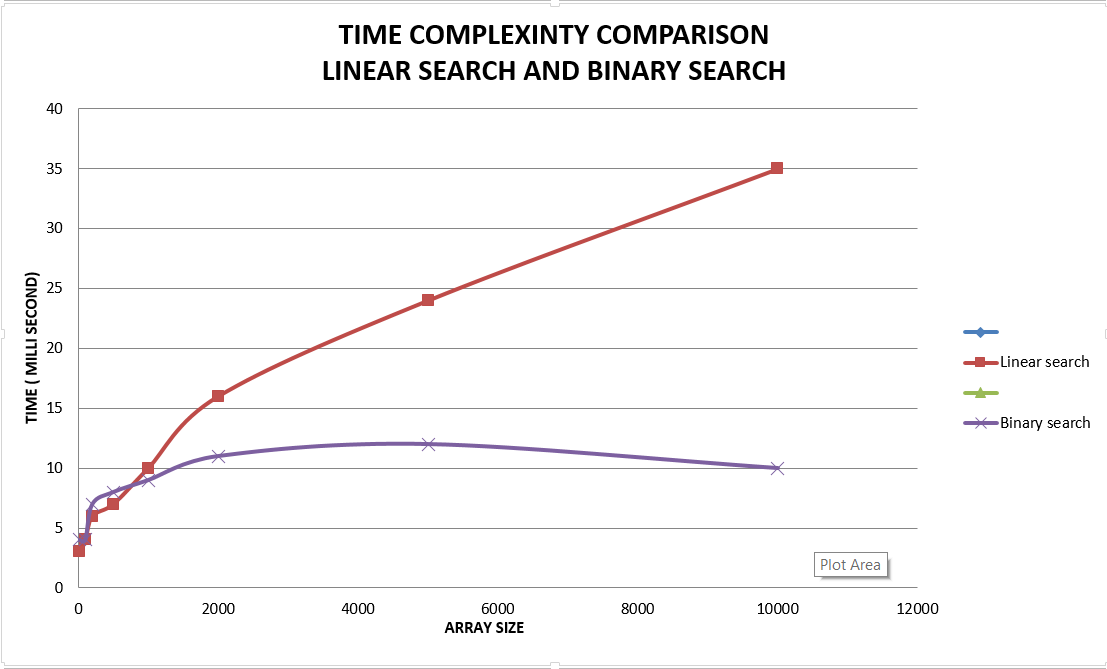 TIME COMPLEXINTY COMPARISON
LINEAR SEARCH AND BINARY SEARCH
40
35
30
25
20
15
10
5
0
TIME ( MILLI SECOND)
0 2000 4000 6000 8000 10000 12000
ARRAY SIZE
Linear search
Binary search
Plot Area